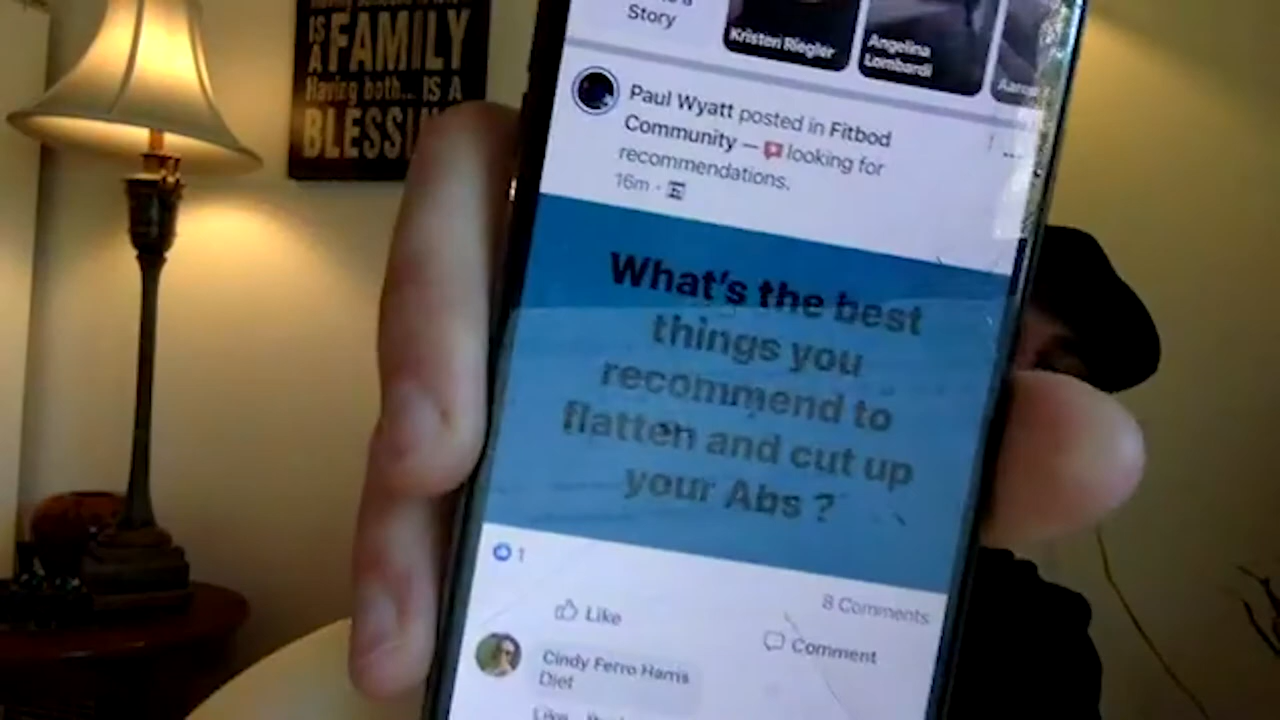 IS
A FAMILY
Having both... IS A
BLESSI
Story
Kristen Riegler
Angelina
Lombardi
Paul Wyatt posted in Fitbod
Community — looking for
recommendations.
16m ·
What's the best
things you
recommend to
flatten and cut up
your Abs ?
1
8 Comments
Like
Comment
Cindy Ferro Harris
Diet
Like